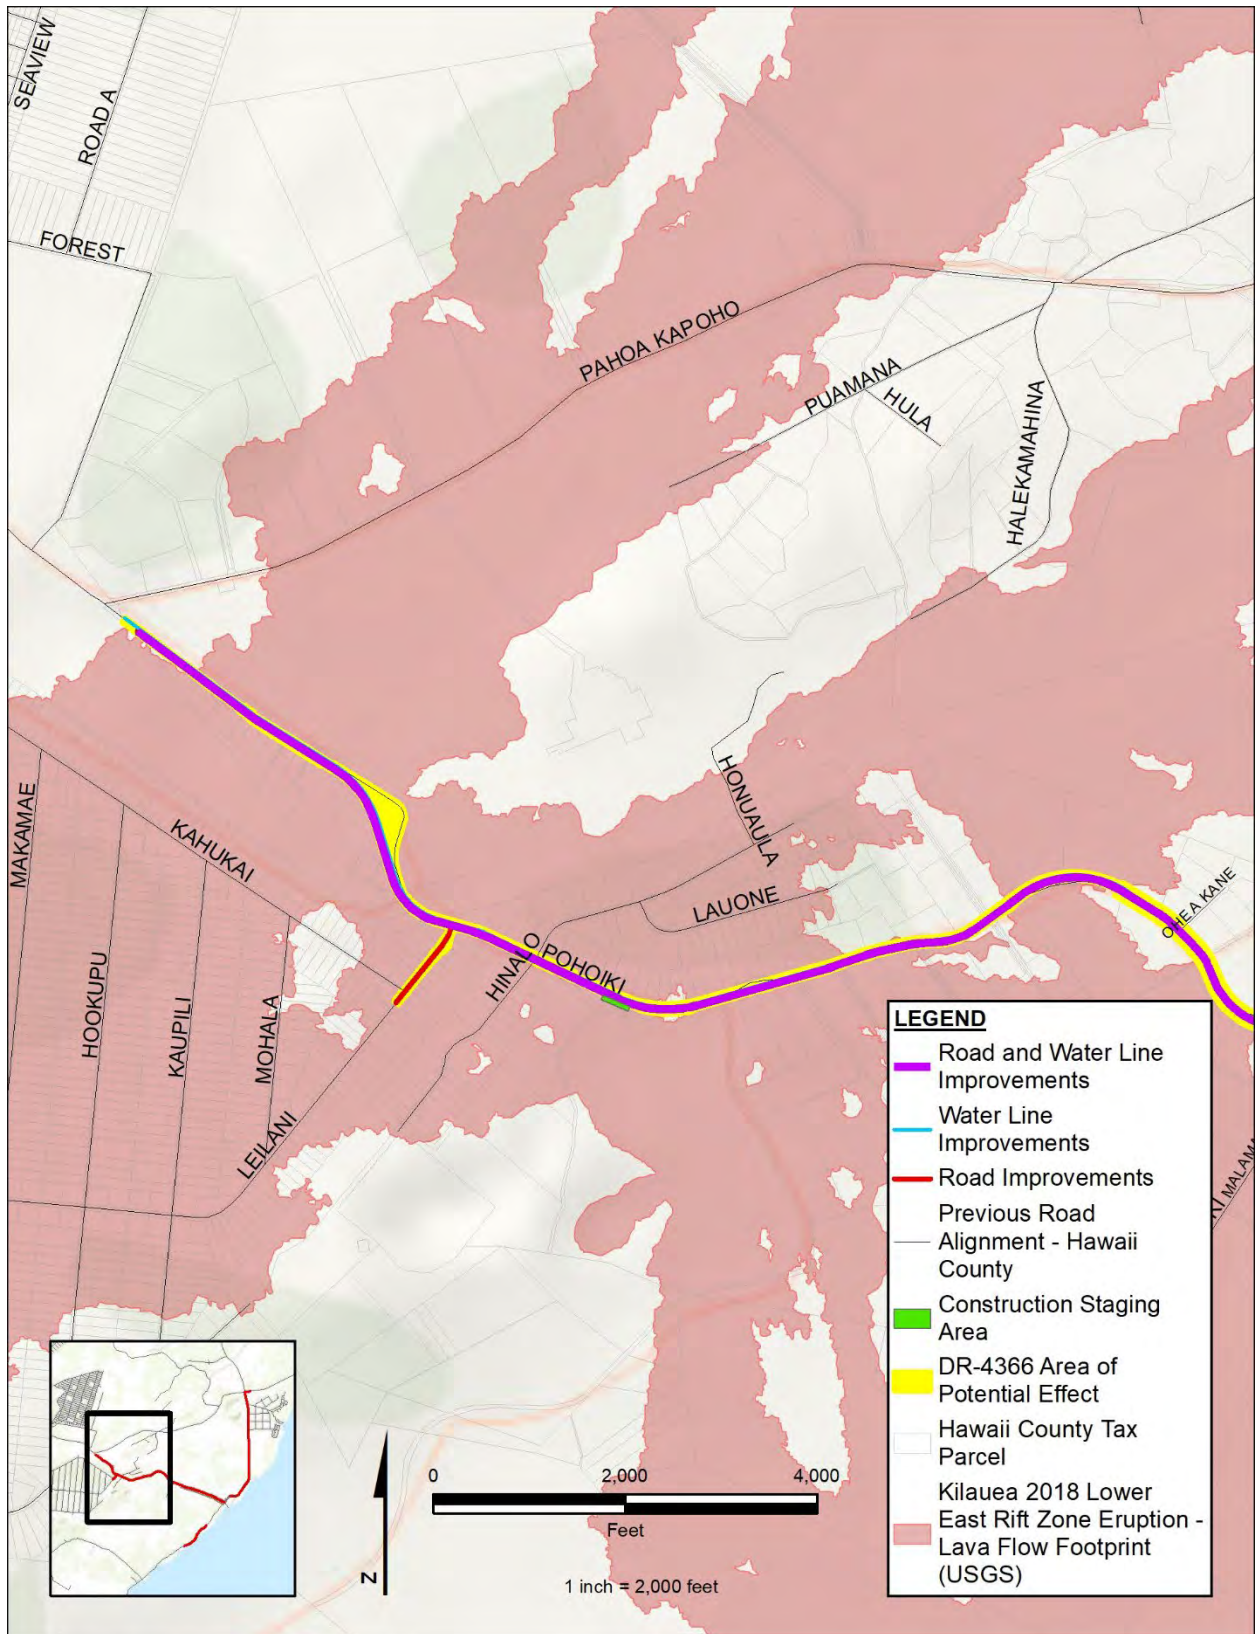 SEAVIEW
ROAD A
FOREST
PAHOA KAPOHO
PUAMANA
HULA
HALEKAMAHINA
MAKAMAE
HOOKUPU
KAHUKAI
KAUPILI
MOHALA
LEILANI
HINALO
POHOIKI
HONUAULA
LAUONE
OHEA KANE
MALAMA
LEGEND
Road and Water Line
Improvements
Water Line
Improvements
Road Improvements
Previous Road
Alignment - Hawaii
County
Construction Staging
Area
DR-4366 Area of
Potential Effect
Hawaii County Tax
Parcel
Kilauea 2018 Lower
East Rift Zone Eruption -
Lava Flow Footprint
(USGS)
0 2,000 4,000
Feet
1 inch = 2,000 feet
Z